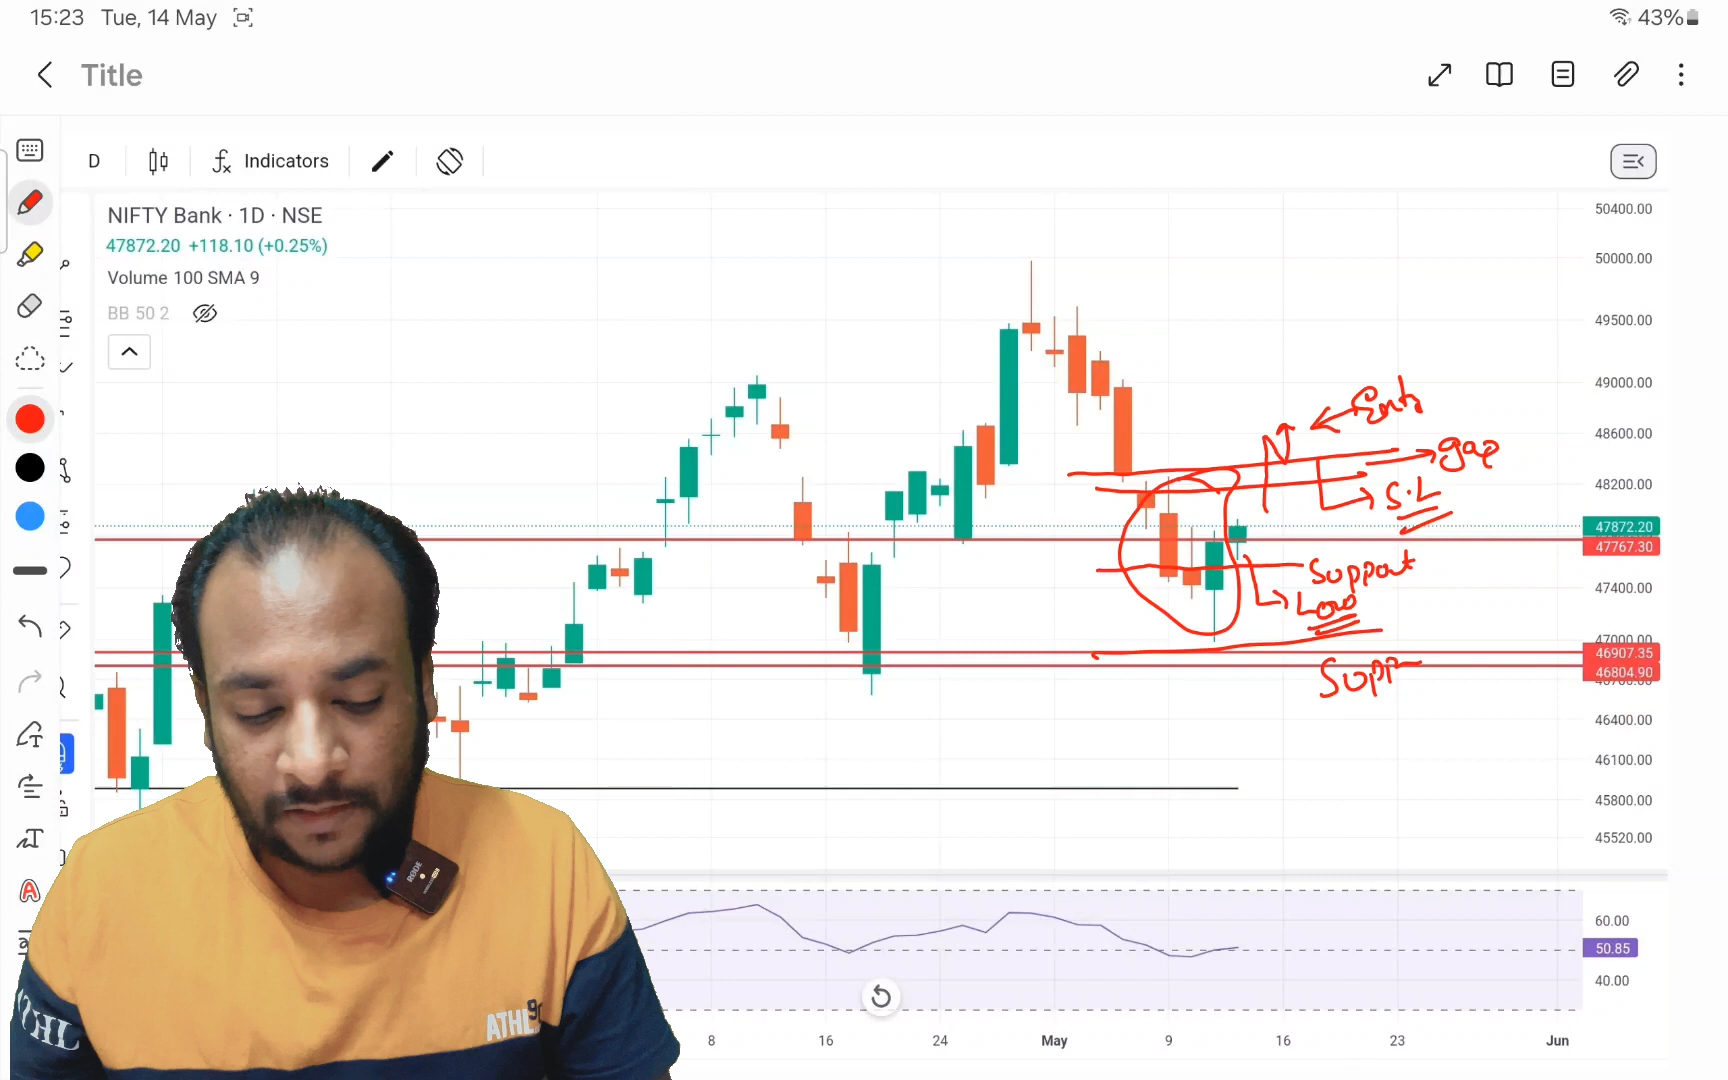 15:23 Tue, 14 May 43%
Title
D Indicators
NIFTY Bank · 1D · NSE
47872.20 +118.10 (+0.25%)
Volume 100 SMA 9
BB 50 2
50400.00
50000.00
49500.00
49000.00
48600.00
48200.00
47872.20
47767.30
47400.00
47000.00
46907.35
46804.90
46400.00
46100.00
45800.00
45520.00
gap
S.L
Support
Low
Supp
60.00
50.85
40.00
8 16 24 May 9 16 23 Jun
RØDE
ATHL
THL